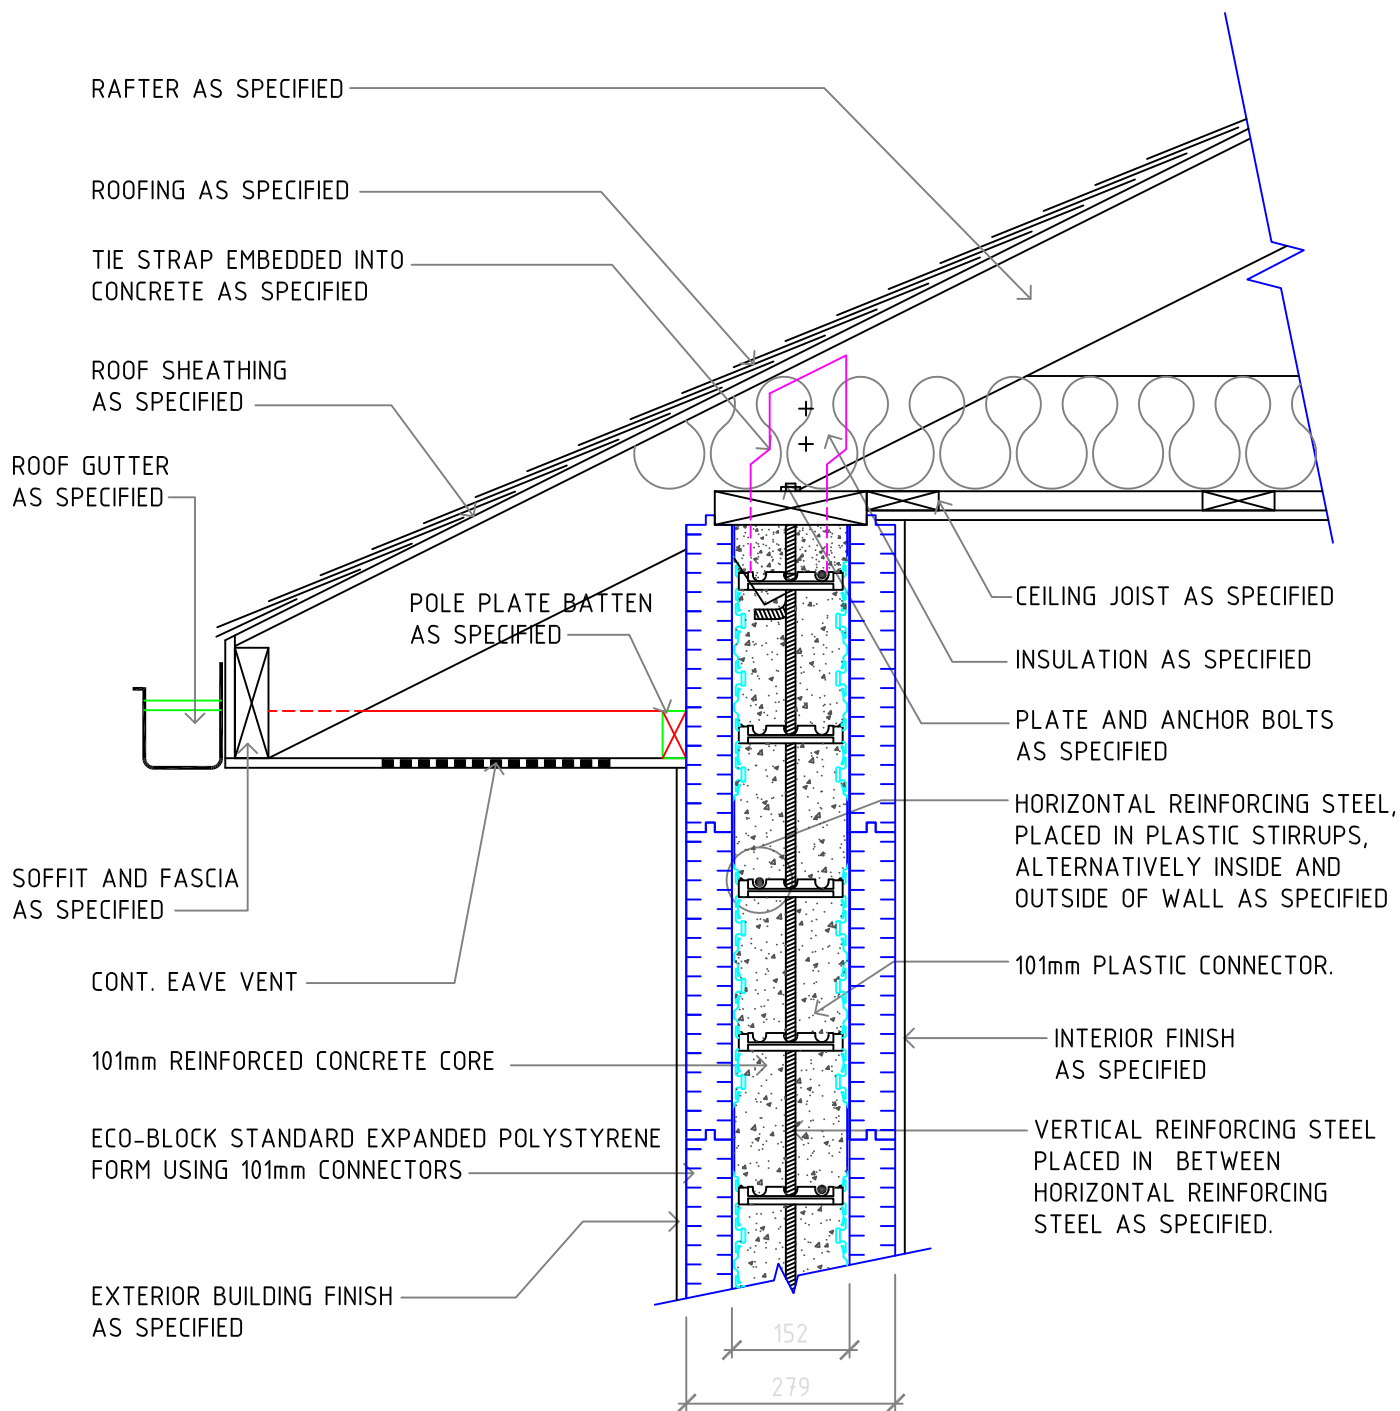 RAFTER AS SPECIFIED
ROOFING AS SPECIFIED
TIE STRAP EMBEDDED INTO
CONCRETE AS SPECIFIED
ROOF SHEATHING
AS SPECIFIED
ROOF GUTTER
AS SPECIFIED
POLE PLATE BATTEN
AS SPECIFIED
SOFFIT AND FASCIA
AS SPECIFIED
CONT. EAVE VENT
101mm REINFORCED CONCRETE CORE
ECO-BLOCK STANDARD EXPANDED POLYSTYRENE
FORM USING 101mm CONNECTORS
EXTERIOR BUILDING FINISH
AS SPECIFIED
CEILING JOIST AS SPECIFIED
INSULATION AS SPECIFIED
PLATE AND ANCHOR BOLTS
AS SPECIFIED
HORIZONTAL REINFORCING STEEL,
PLACED IN PLASTIC STIRRUPS,
ALTERNATIVELY INSIDE AND
OUTSIDE OF WALL AS SPECIFIED
101mm PLASTIC CONNECTOR.
INTERIOR FINISH
AS SPECIFIED
VERTICAL REINFORCING STEEL
PLACED IN BETWEEN
HORIZONTAL REINFORCING
STEEL AS SPECIFIED.
152
279